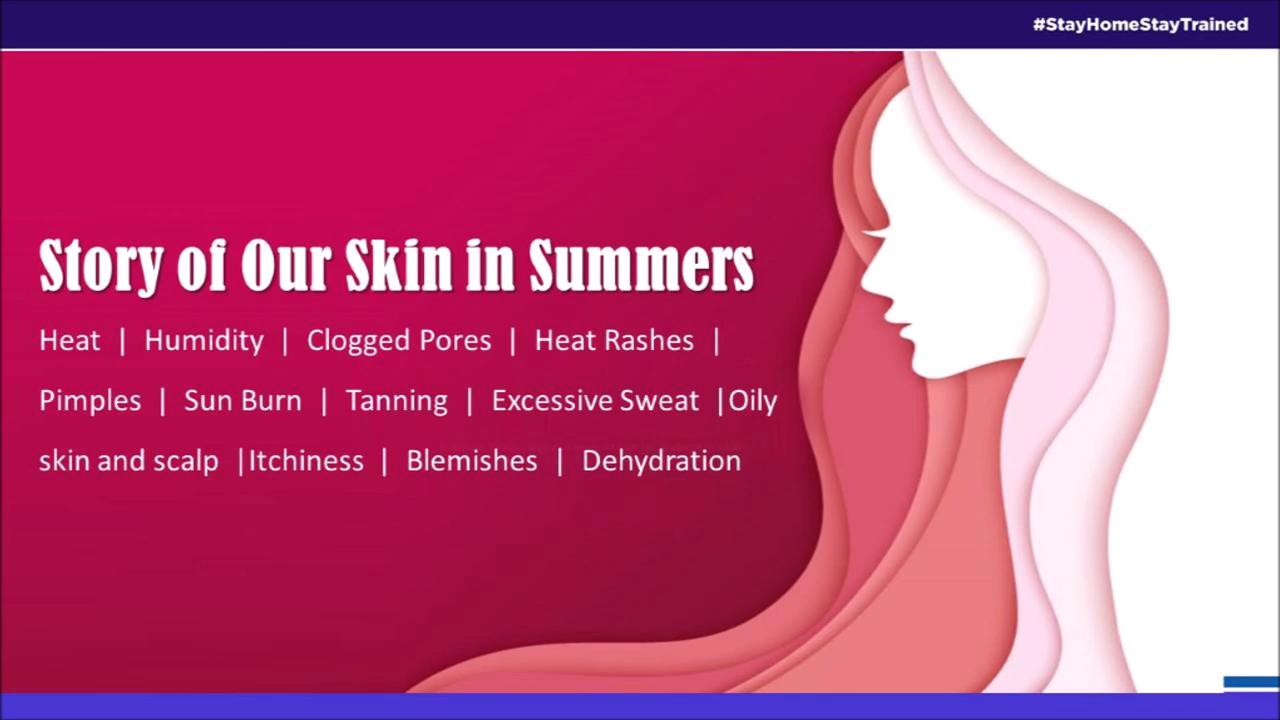 #StayHomeStayTrained
Story of Our Skin in Summers
Heat | Humidity | Clogged Pores | Heat Rashes |
Pimples | Sun Burn | Tanning | Excessive Sweat |Oily
skin and scalp |Itchiness | Blemishes | Dehydration